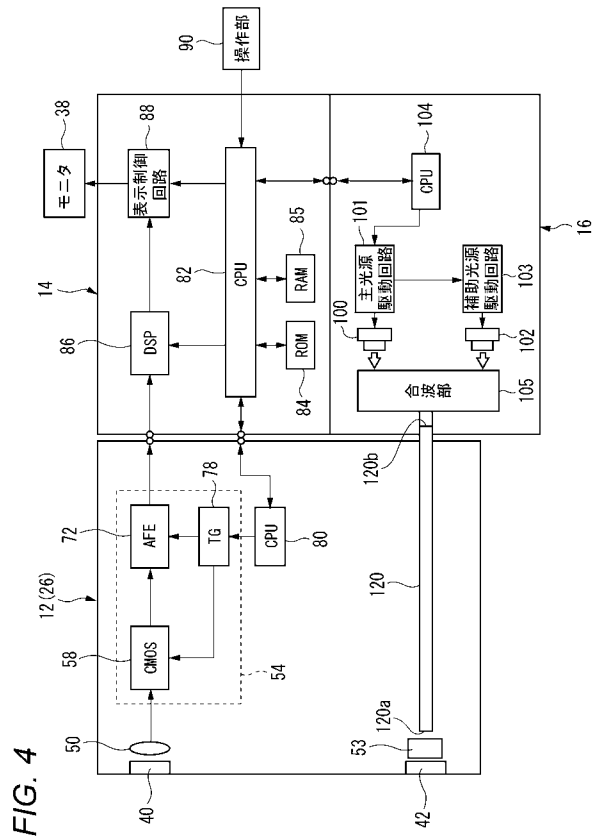 FIG. 4
モニタ
38
操作部
90
14
表示制御
回路
88
DSP
86
CPU
82
RAM
85
ROM
84
CPU
104
16
主光源
駆動回路
101
補助光源
駆動回路
103
100
102
合波部
105
12(26)
AFE
72
TG
78
CPU
80
CMOS
58
54
50
40
120b
120
120a
53
42